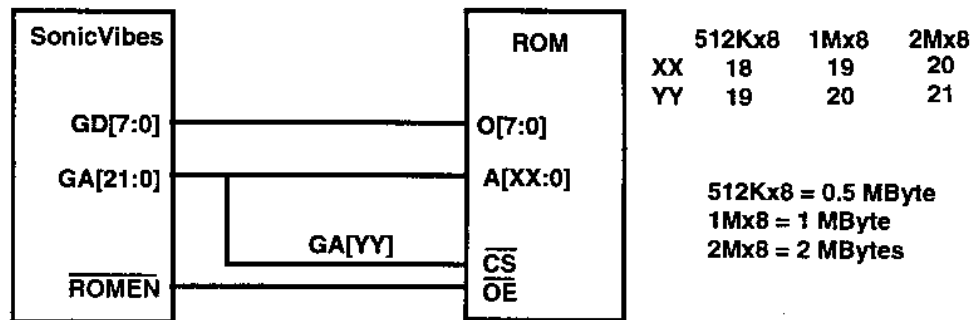 SonicVibes
ROM
512Kx8 1Mx8 2Mx8
XX 18 19 20
YY 19 20 21
GD[7:0]
O[7:0]
GA[21:0]
A[XX:0]
512Kx8 = 0.5 MByte
1Mx8 = 1 MByte
2Mx8 = 2 MBytes
GA[YY]
CS
ROMEN
OE